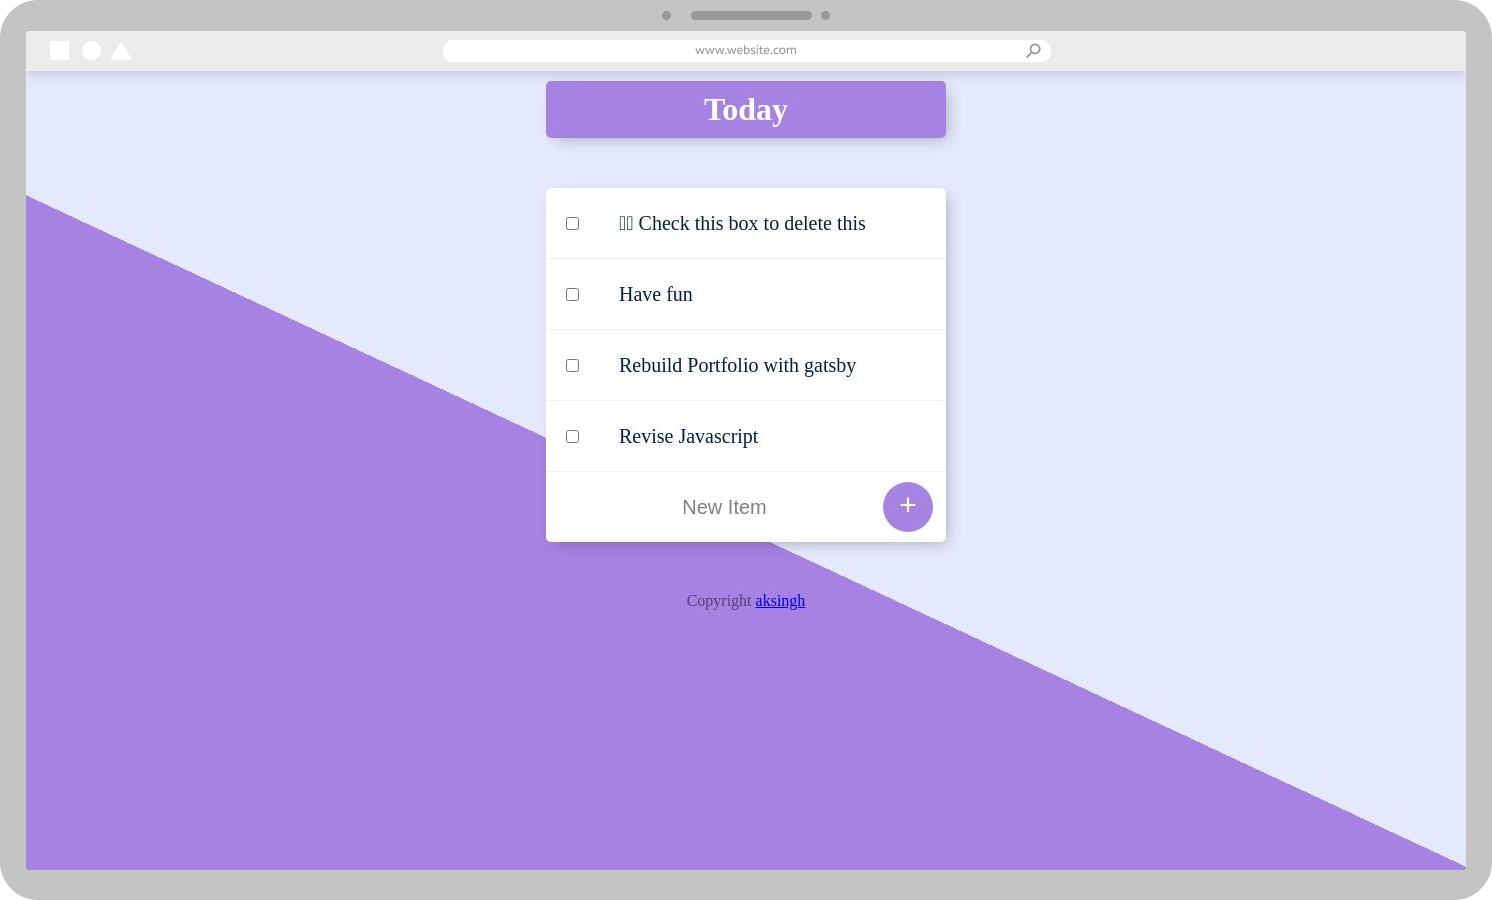 www.website.com
Today
Check this box to delete this
Have fun
Rebuild Portfolio with gatsby
Revise Javascript
New Item
+
Copyright aksingh